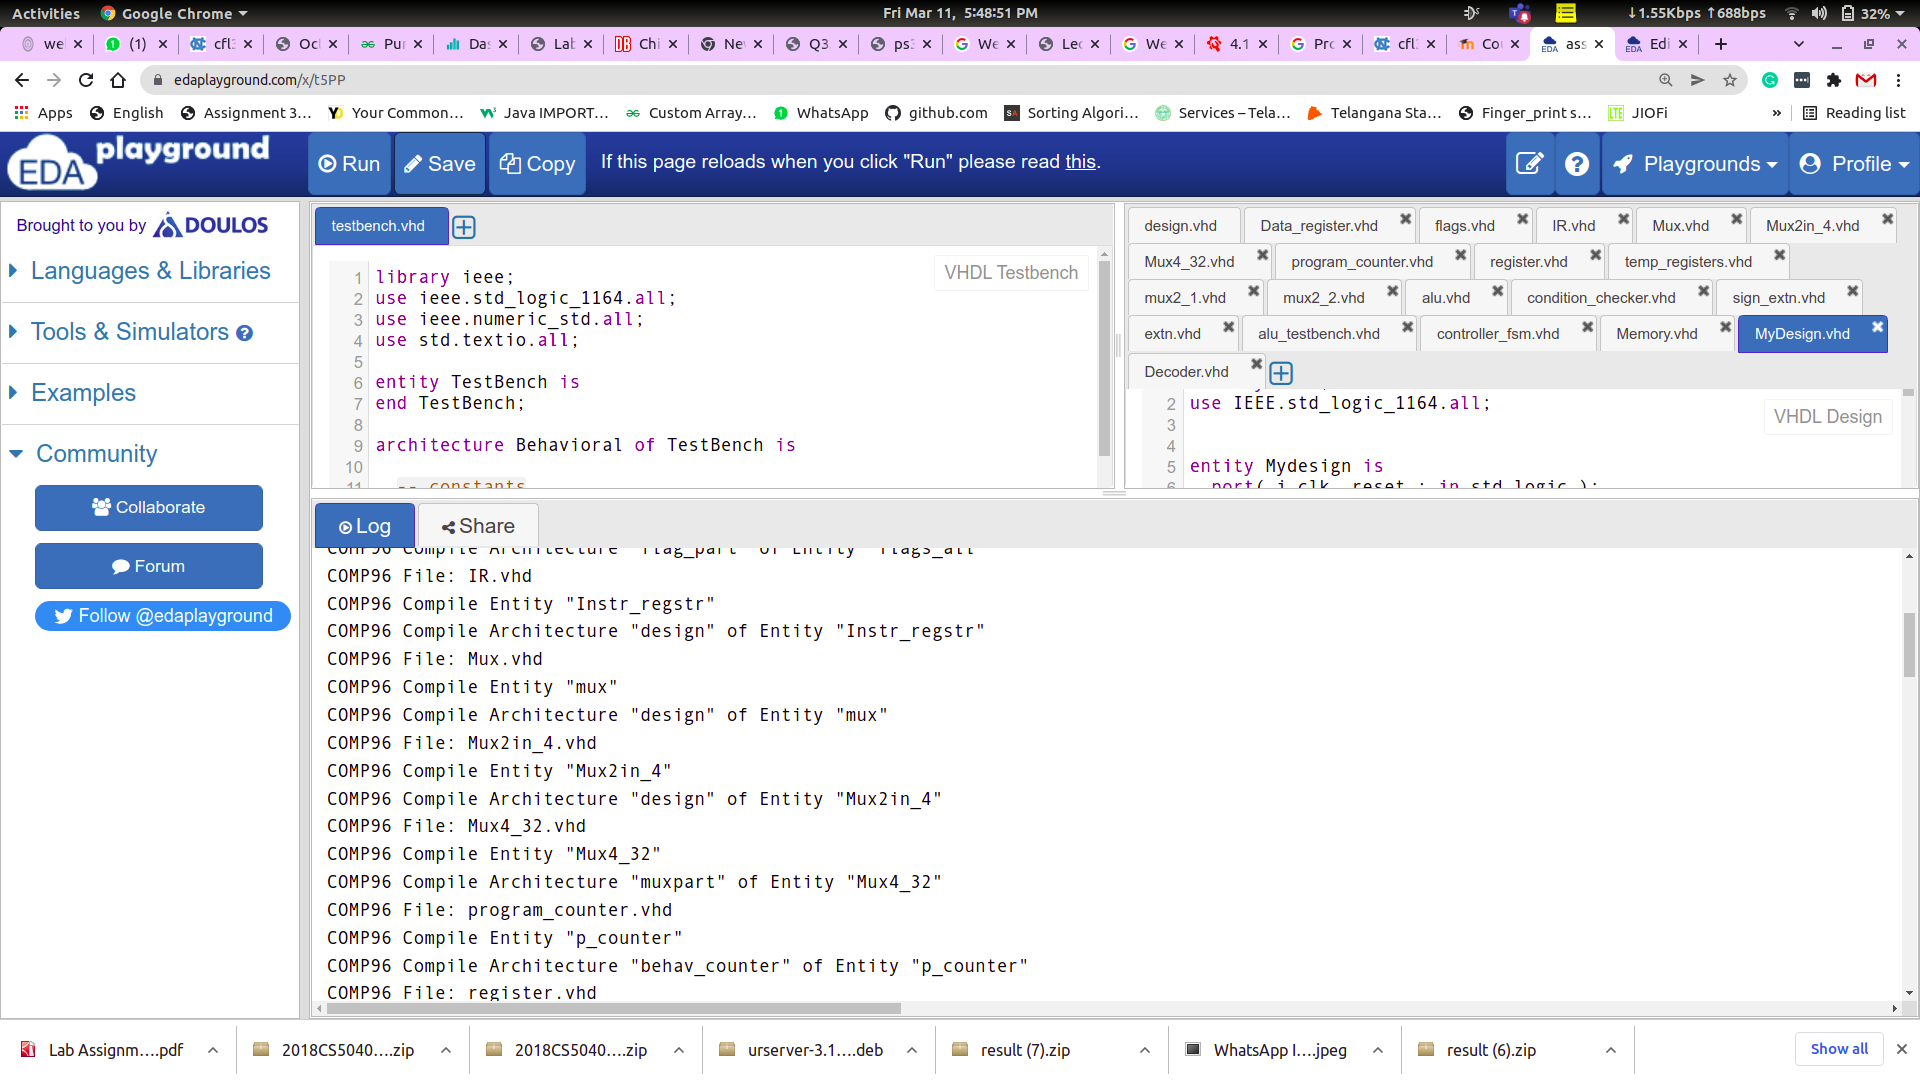 Activities Google Chrome Fri Mar 11, 5:48:51 PM ↓1.55Kbps ↑688bps 32%
we (1) cfl Ocl Pur Das Lab Chi Nev Q3 ps3 We Lec We 4.1 Pro cfl Co ass Edi
edaplayground.com/x/t5PP
Apps English Assignment 3... Your Common... Java IMPORT... Custom Array... WhatsApp github.com Sorting Algori... Services – Tela... Telangana Sta... Finger_print s... JIOFi » Reading list
EDA playground Run Save Copy If this page reloads when you click "Run" please read this. Playgrounds Profile
Brought to you by DOULOS
Languages & Libraries
Tools & Simulators
Examples
Community
Collaborate
Forum
Follow @edaplayground
testbench.vhd
VHDL Testbench
1 library ieee;
2 use ieee.std_logic_1164.all;
3 use ieee.numeric_std.all;
4 use std.textio.all;
5
6 entity TestBench is
7 end TestBench;
8
9 architecture Behavioral of TestBench is
10
11 -- constants
design.vhd Data_register.vhd flags.vhd IR.vhd Mux.vhd Mux2in_4.vhd
Mux4_32.vhd program_counter.vhd register.vhd temp_registers.vhd
mux2_1.vhd mux2_2.vhd alu.vhd condition_checker.vhd sign_extn.vhd
extn.vhd alu_testbench.vhd controller_fsm.vhd Memory.vhd MyDesign.vhd
Decoder.vhd
VHDL Design
2 use IEEE.std_logic_1164.all;
3
4
5 entity Mydesign is
6 port( i_clk, reset : in std_logic );
Log Share
COMP96 Compile Architecture "flag_part" of Entity "flags_all"
COMP96 File: IR.vhd
COMP96 Compile Entity "Instr_regstr"
COMP96 Compile Architecture "design" of Entity "Instr_regstr"
COMP96 File: Mux.vhd
COMP96 Compile Entity "mux"
COMP96 Compile Architecture "design" of Entity "mux"
COMP96 File: Mux2in_4.vhd
COMP96 Compile Entity "Mux2in_4"
COMP96 Compile Architecture "design" of Entity "Mux2in_4"
COMP96 File: Mux4_32.vhd
COMP96 Compile Entity "Mux4_32"
COMP96 Compile Architecture "muxpart" of Entity "Mux4_32"
COMP96 File: program_counter.vhd
COMP96 Compile Entity "p_counter"
COMP96 Compile Architecture "behav_counter" of Entity "p_counter"
COMP96 File: register.vhd
Lab Assignm....pdf 2018CS5040....zip 2018CS5040....zip urserver-3.1....deb result (7).zip WhatsApp I....jpeg result (6).zip Show all